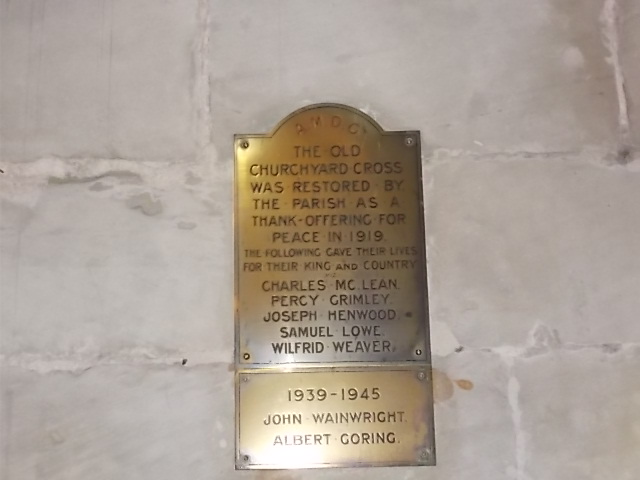 A·M·D·G
THE · OLD
CHURCHYARD CROSS
WAS · RESTORED · BY
THE · PARISH · AS · A
THANK-OFFERING · FOR
PEACE · IN · 1919.
THE · FOLLOWING · GAVE · THEIR LIVES
FOR · THEIR · KING · AND · COUNTRY
CHARLES · MC.LEAN.
PERCY · GRIMLEY.
JOSEPH · HENWOOD.
SAMUEL · LOWE.
WILFRID · WEAVER.
1939-1945
JOHN · WAINWRIGHT.
ALBERT · GORING.